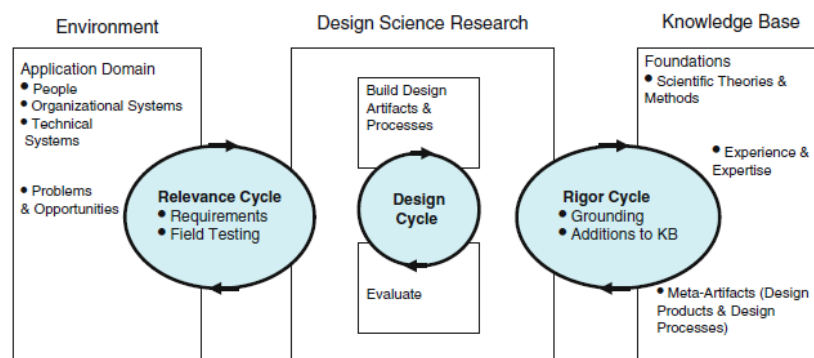 Environment
Design Science Research
Knowledge Base
Application Domain
● People
● Organizational Systems
● Technical
Systems
● Problems
& Opportunities
Relevance Cycle
● Requirements
● Field Testing
Build Design
Artifacts &
Processes
Design
Cycle
Evaluate
Rigor Cycle
● Grounding
● Additions to KB
Foundations
● Scientific Theories &
Methods
● Experience &
Expertise
● Meta-Artifacts (Design
Products & Design
Processes)